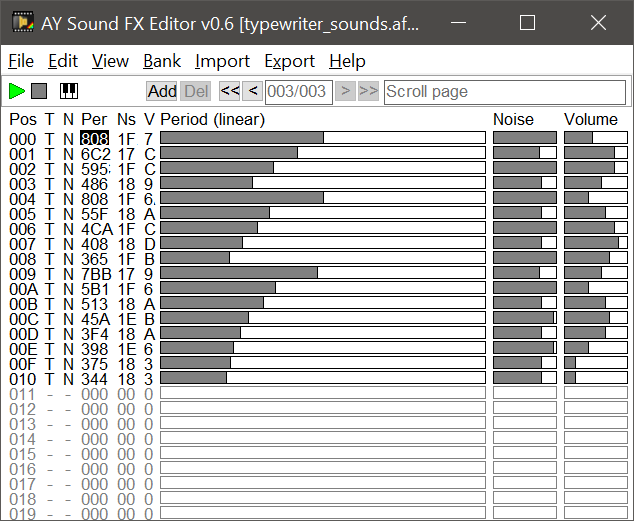 AY Sound FX Editor v0.6 [typewriter_sounds.af...
File Edit View Bank Import Export Help
Add Del << < 003/003 > >> Scroll page
Pos T N Per Ns V Period (linear) Noise Volume
000 T N 808 1F 7
001 T N 6C2 17 C
002 T N 595 1F C
003 T N 486 18 9
004 T N 808 1F 6
005 T N 55F 18 A
006 T N 4CA 1F C
007 T N 408 18 D
008 T N 365 1F B
009 T N 7BB 17 9
00A T N 5B1 1F 6
00B T N 513 18 A
00C T N 45A 1E B
00D T N 3F4 18 A
00E T N 398 1E 6
00F T N 375 18 3
010 T N 344 18 3
011 - - 000 00 0
012 - - 000 00 0
013 - - 000 00 0
014 - - 000 00 0
015 - - 000 00 0
016 - - 000 00 0
017 - - 000 00 0
018 - - 000 00 0
019 - - 000 00 0